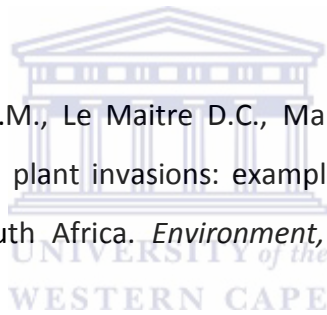 .M., Le Maitre D.C., Ma
plant invasions: exampl
uth Africa. Environment,
UNIVERSITY of the
WESTERN CAPE